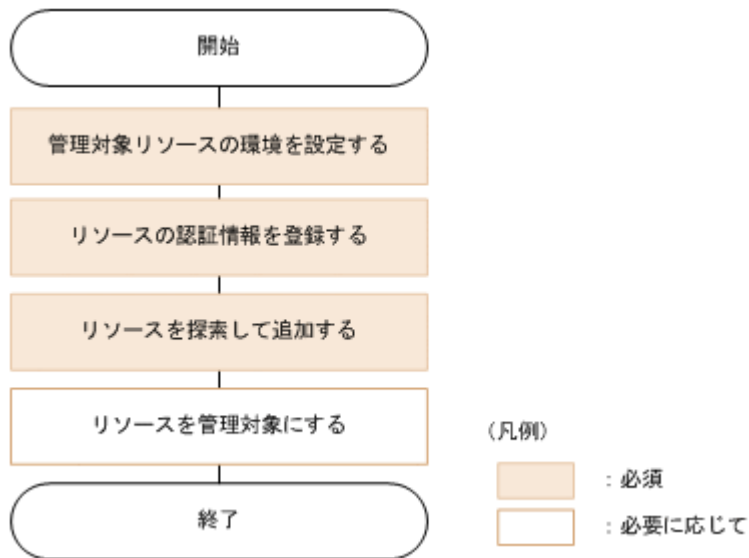 開始
管理対象リソースの環境を設定する
リソースの認証情報を登録する
リソースを探索して追加する
リソースを管理対象にする
終了
（凡例）
：必須
：必要に応じて